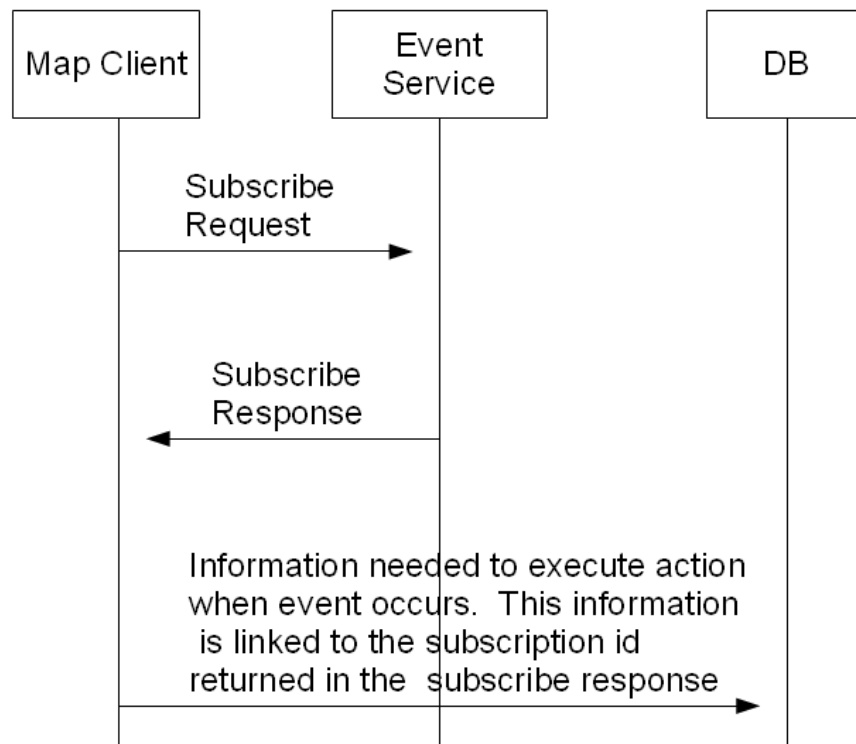 Map Client
Event
Service
DB
Subscribe
Request
Subscribe
Response
Information needed to execute action
when event occurs.  This information
is linked to the subscription id
returned in the  subscribe response